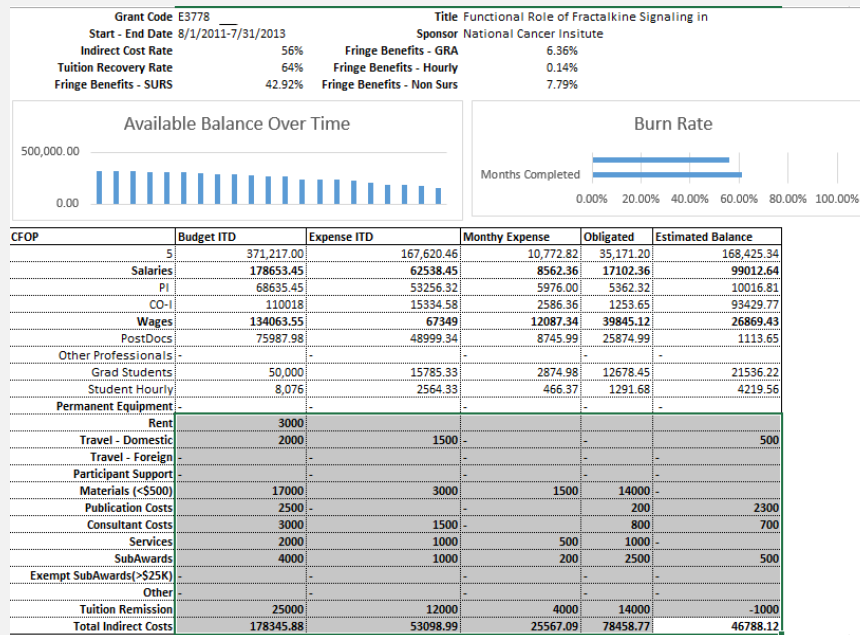 Grant Code E3778 Title Functional Role of Fractalkine Signaling in
Start - End Date 8/1/2011-7/31/2013 Sponsor National Cancer Insitute
Indirect Cost Rate 56% Fringe Benefits - GRA 6.36%
Tuition Recovery Rate 64% Fringe Benefits - Hourly 0.14%
Fringe Benefits - SURS 42.92% Fringe Benefits - Non Surs 7.79%
Available Balance Over Time
500,000.00
0.00
Burn Rate
Months Completed
0.00% 20.00% 40.00% 60.00% 80.00% 100.00%
CFOP Budget ITD Expense ITD Monthy Expense Obligated Estimated Balance
5 371,217.00 167,620.46 10,772.82 35,171.20 168,425.34
Salaries 178653.45 62538.45 8562.36 17102.36 99012.64
PI 68635.45 53256.32 5976.00 5362.32 10016.81
CO-I 110018 15334.58 2586.36 1253.65 93429.77
Wages 134063.55 67349 12087.34 39845.12 26869.43
PostDocs 75987.98 48999.34 8745.99 25874.99 1113.65
Other Professionals - - - - -
Grad Students 50,000 15785.33 2874.98 12678.45 21536.22
Student Hourly 8,076 2564.33 466.37 1291.68 4219.56
Permanent Equipment - - - - -
Rent 3000
Travel - Domestic 2000 1500 - - 500
Travel - Foreign - - - - -
Participant Support - - - - -
Materials (<$500) 17000 3000 1500 14000 -
Publication Costs 2500 - 200 2300
Consultant Costs 3000 1500 - 800 700
Services 2000 1000 500 1000 -
SubAwards 4000 1000 200 2500 500
Exempt SubAwards(>$25K) - - - - -
Other - - - - -
Tuition Remission 25000 12000 4000 14000 -1000
Total Indirect Costs 178345.88 53098.99 25567.09 78458.77 46788.12